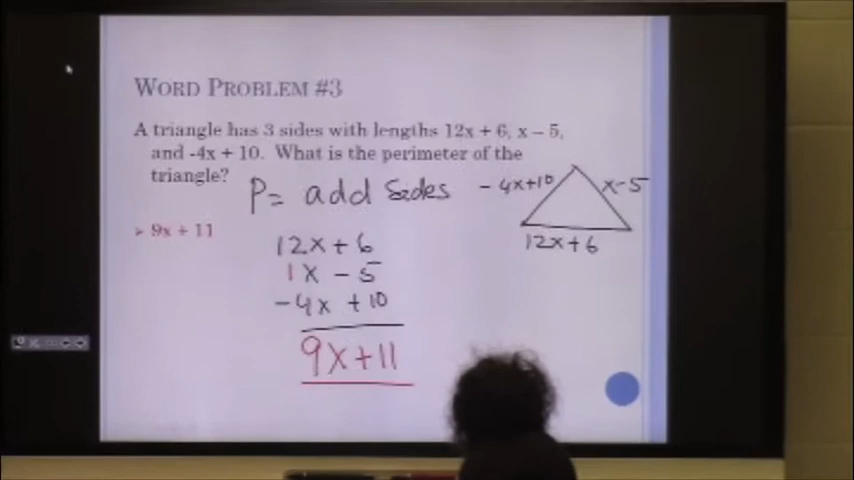 WORD PROBLEM #3
A triangle has 3 sides with lengths 12x + 6, x – 5,
and -4x + 10. What is the perimeter of the
triangle?
P= add Sides
-4x+10
x-5
12x+6
➢ 9x + 11
12x+6
1x - 5
-4x +10
9x+11